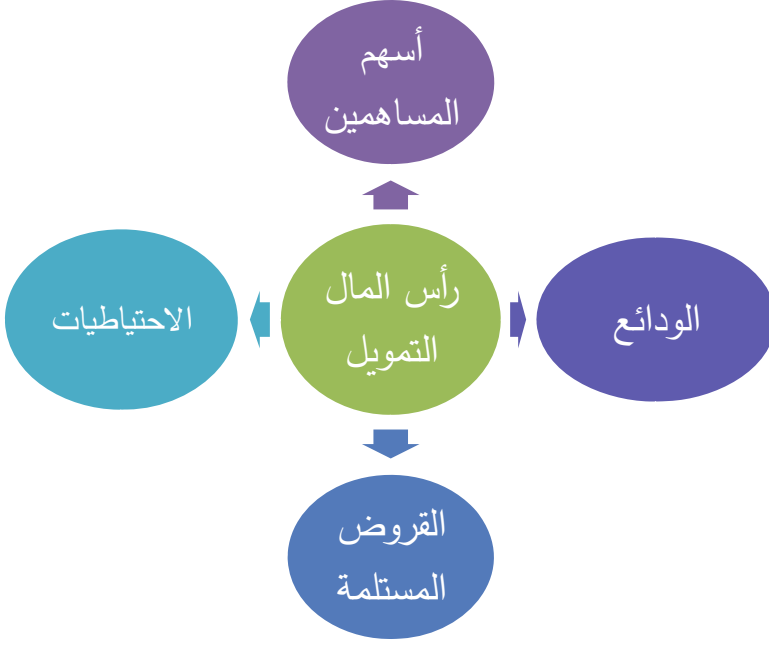 أسهم
المساهمين
رأس المال
التمويل
الودائع
الاحتياطيات
القروض
المستلمة